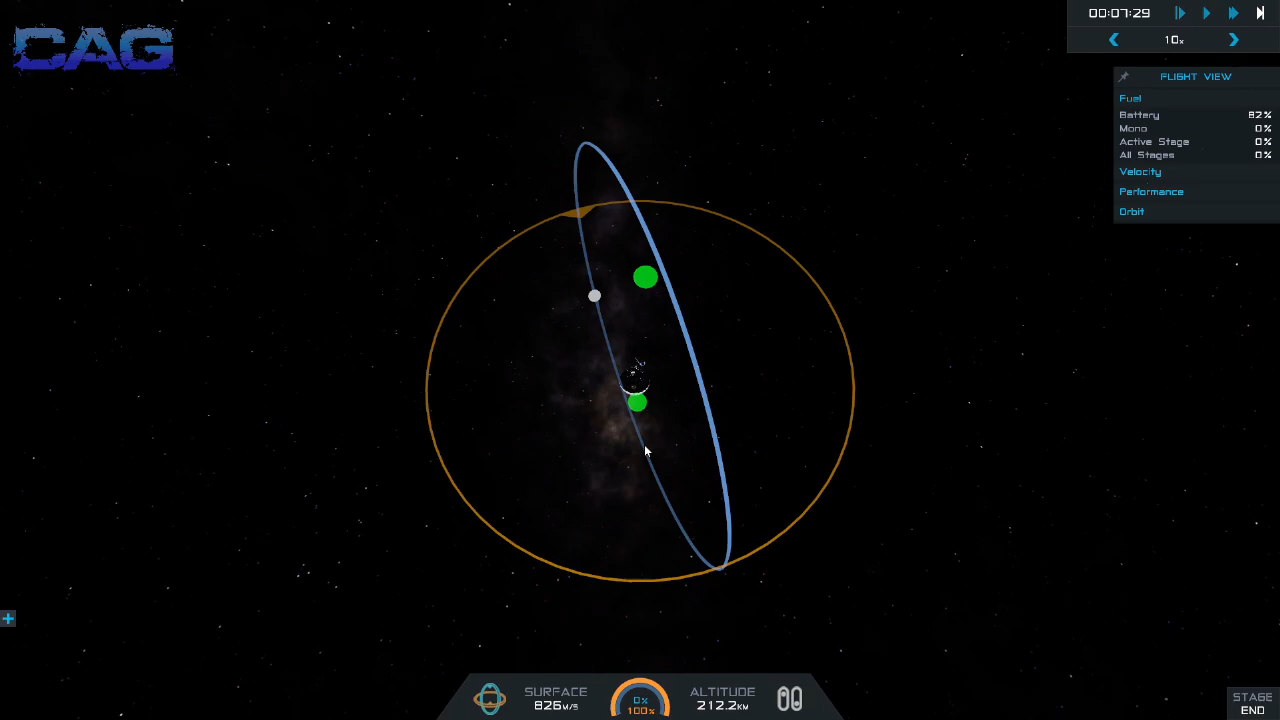 CAG
00:07:29
10x
FLIGHT VIEW
Fuel
Battery 82%
Mono 0%
Active Stage 0%
All Stages 0%
Velocity
Performance
Orbit
SURFACE
826M/S
0%
100%
ALTITUDE
212.2KM
STAGE
END